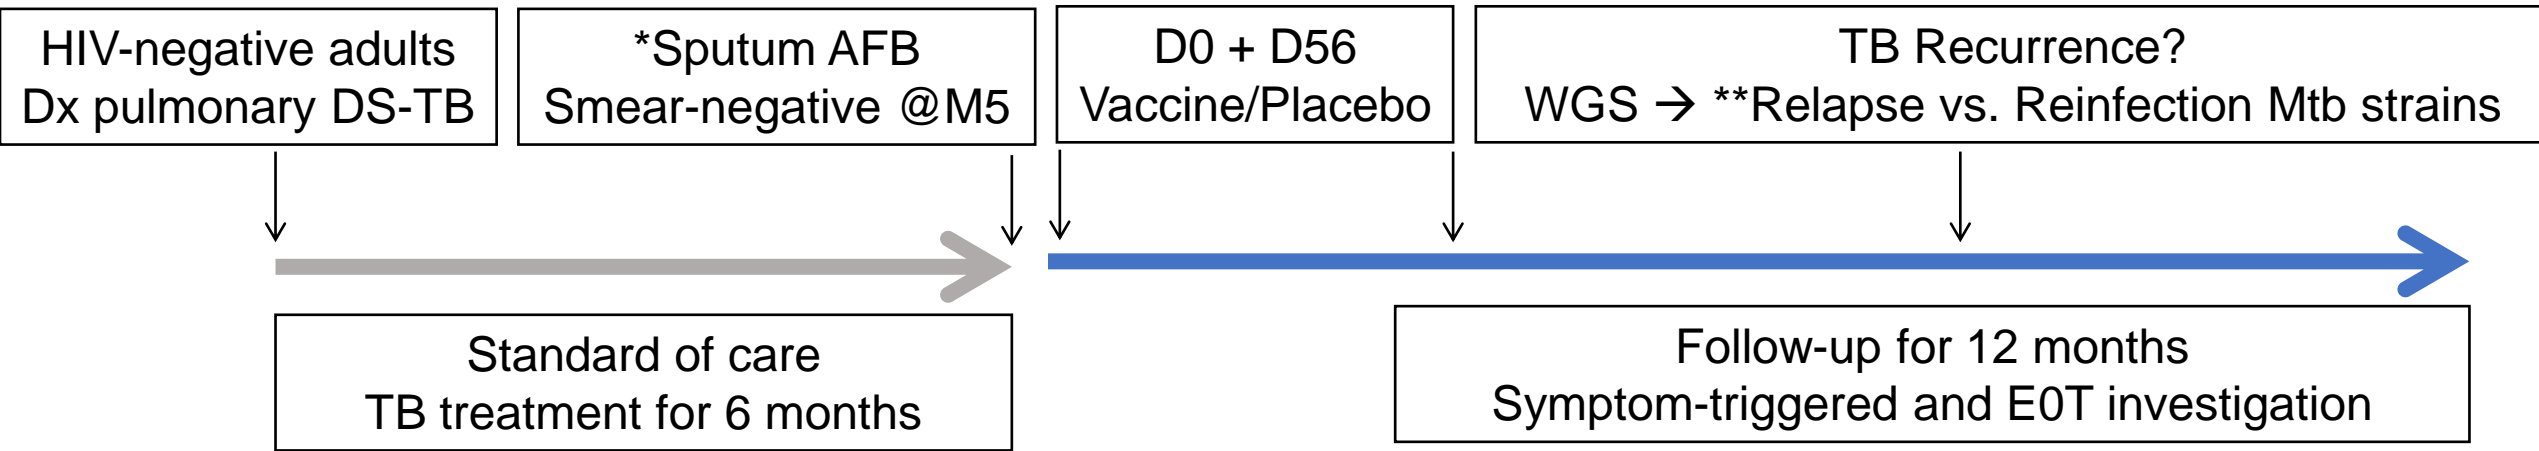 HIV-negative adults
Dx pulmonary DS-TB
*Sputum AFB
Smear-negative @M5
D0 + D56
Vaccine/Placebo
TB Recurrence?
WGS → **Relapse vs. Reinfection Mtb strains
Standard of care
TB treatment for 6 months
Follow-up for 12 months
Symptom-triggered and E0T investigation